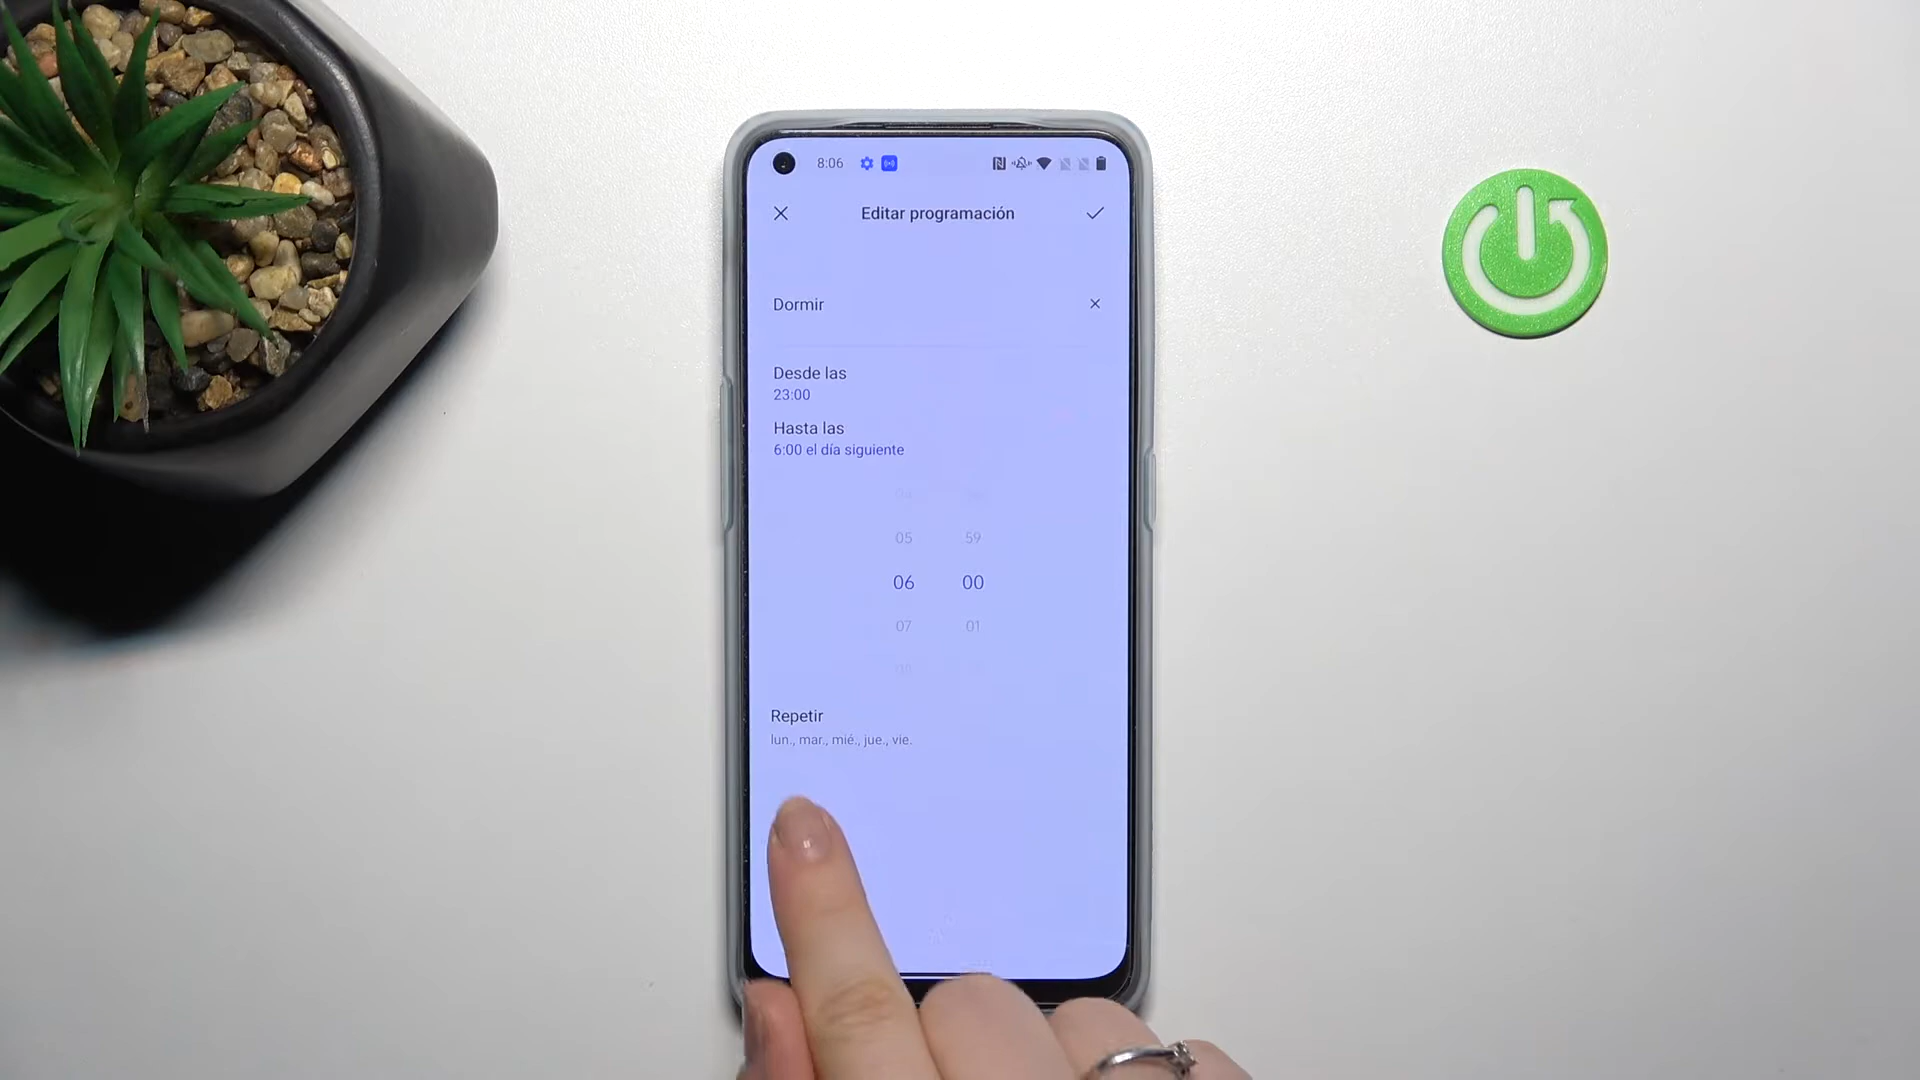 8:06
Editar programación
Dormir
Desde las
23:00
Hasta las
6:00 el día siguiente
05 59
06 00
07 01
Repetir
lun., mar., mié., jue., vie.